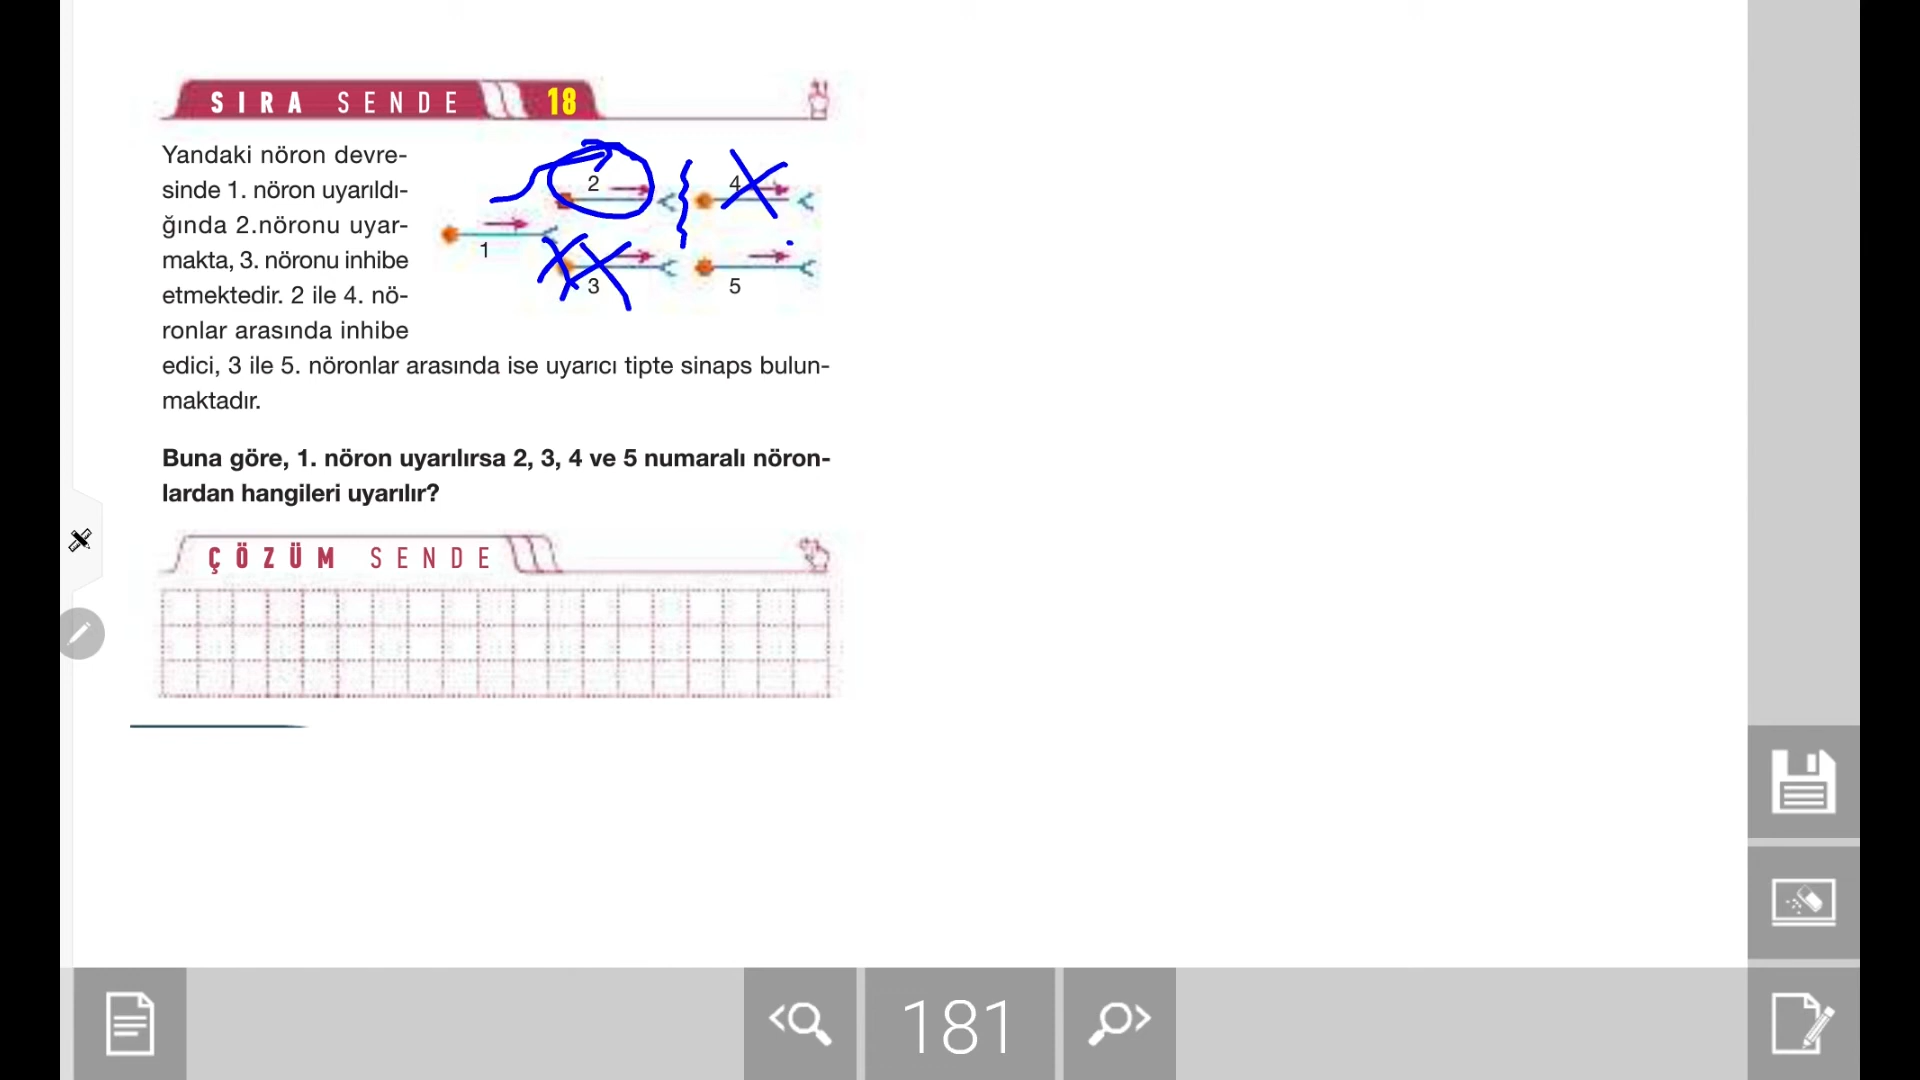 SIRA SENDE 18
Yandaki nöron devre-
sinde 1. nöron uyarıldı-
ğında 2.nöronu uyar-
makta, 3. nöronu inhibe
etmektedir. 2 ile 4. nö-
ronlar arasında inhibe
edici, 3 ile 5. nöronlar arasında ise uyarıcı tipte sinaps bulun-
maktadır.
2
4
1
3
5
Buna göre, 1. nöron uyarılırsa 2, 3, 4 ve 5 numaralı nöron-
lardan hangileri uyarılır?
ÇÖZÜM SENDE
181